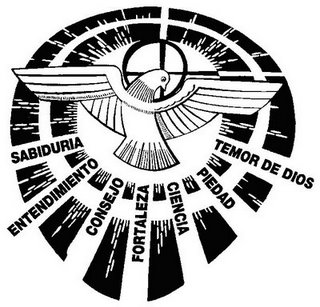 SABIDURIA
ENTENDIMIENTO
CONSEJO
FORTALEZA
CIENCIA
PIEDAD
TEMOR DE DIOS